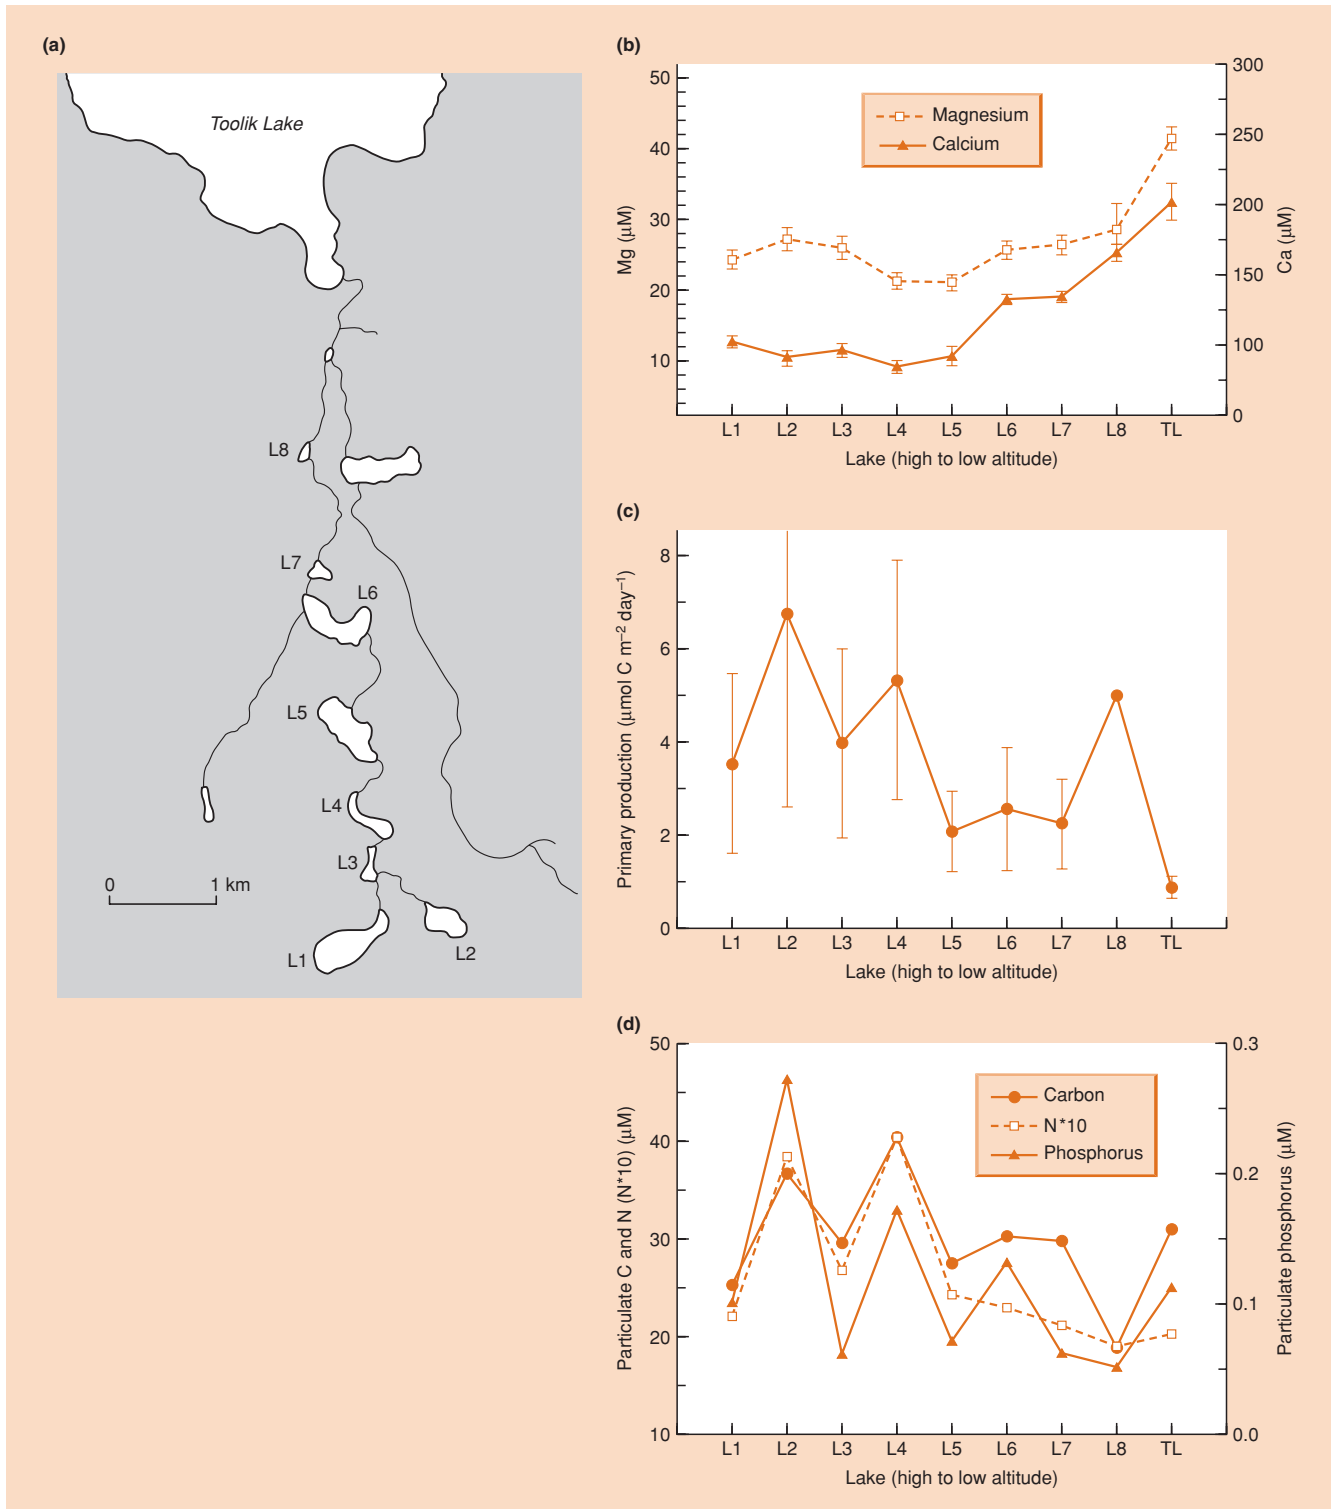 (a)
Toolik Lake
L8
L7
L6
L5
L4
L3
0 1 km
L1
L2
(b)
50
40
30
20
10
Mg (µM)
Magnesium
Calcium
300
250
200
150
100
50
0
Ca (µM)
L1 L2 L3 L4 L5 L6 L7 L8 TL
Lake (high to low altitude)
(c)
8
6
4
2
0
Primary production (µmol C m⁻² day⁻¹)
L1 L2 L3 L4 L5 L6 L7 L8 TL
Lake (high to low altitude)
(d)
50
40
30
20
10
Particulate C and N (N*10) (µM)
Carbon
N*10
Phosphorus
0.3
0.2
0.1
0.0
Particulate phosphorus (µM)
L1 L2 L3 L4 L5 L6 L7 L8 TL
Lake (high to low altitude)